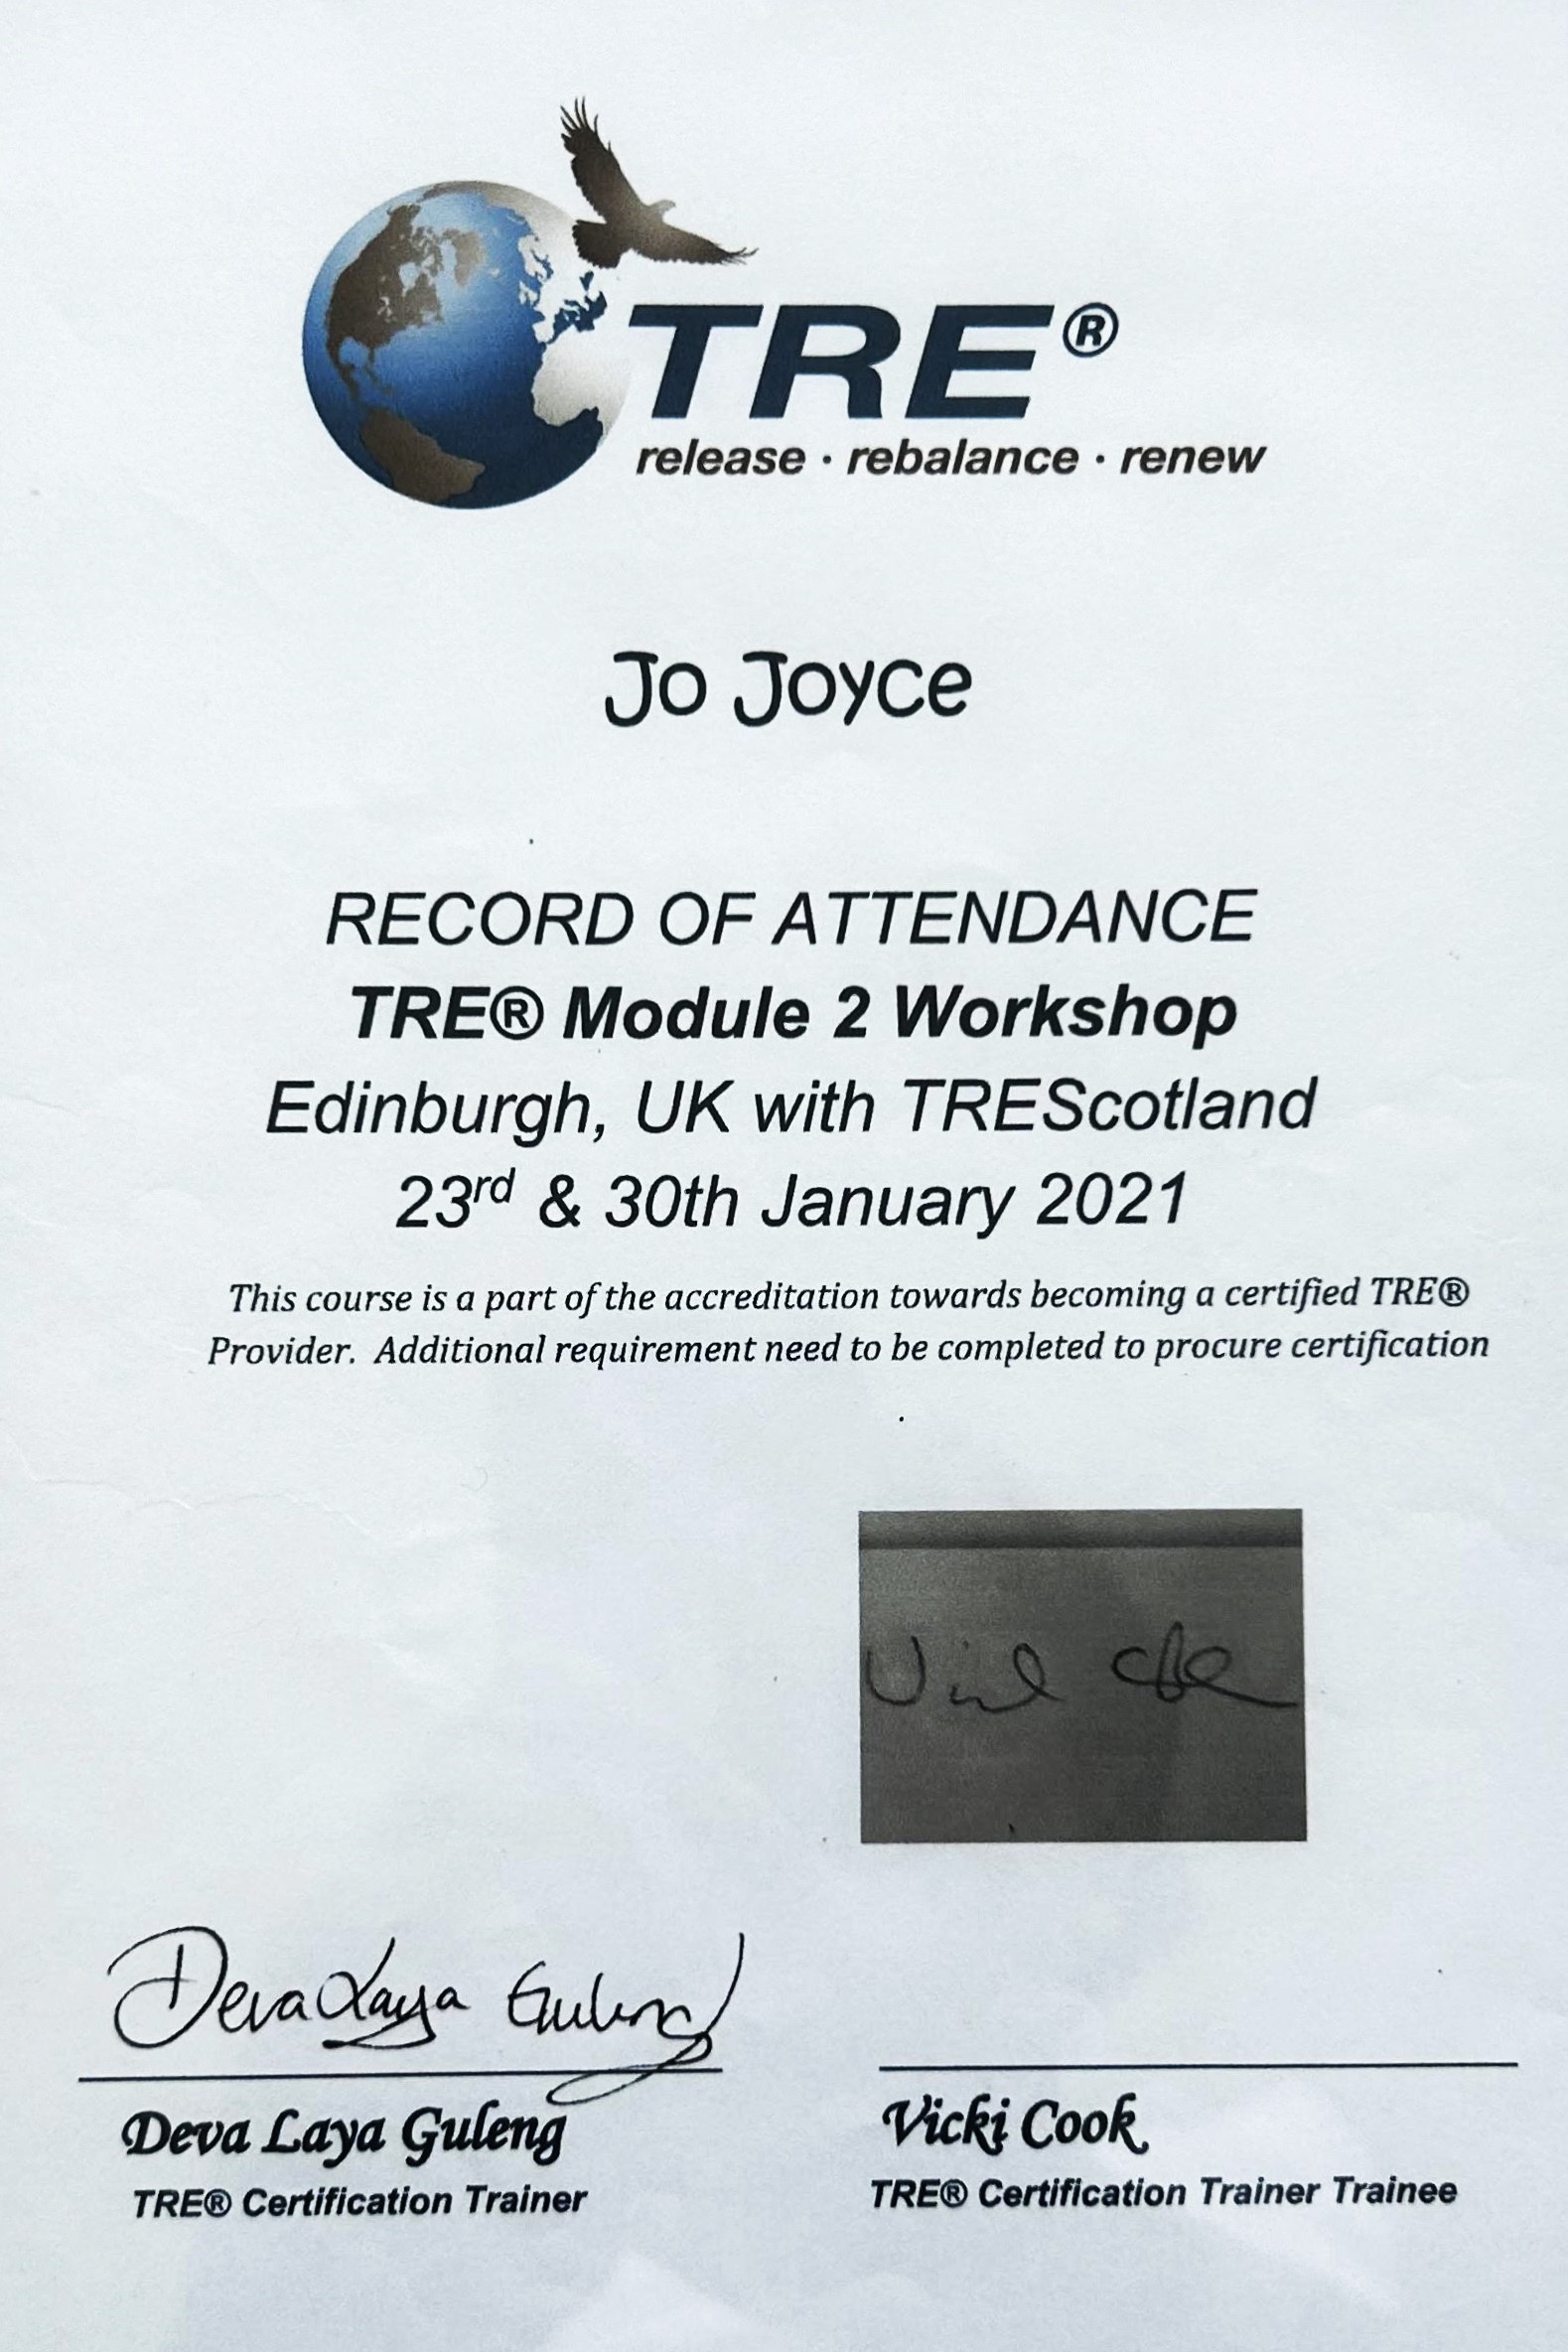 TRE®
release · rebalance · renew
Jo Joyce
RECORD OF ATTENDANCE
TRE® Module 2 Workshop
Edinburgh, UK with TREScotland
23rd & 30th January 2021
This course is a part of the accreditation towards becoming a certified TRE®
Provider. Additional requirement need to be completed to procure certification
Deva Laya Guleng
Deva Laya Guleng
TRE® Certification Trainer
Vicki Cook
TRE® Certification Trainer Trainee